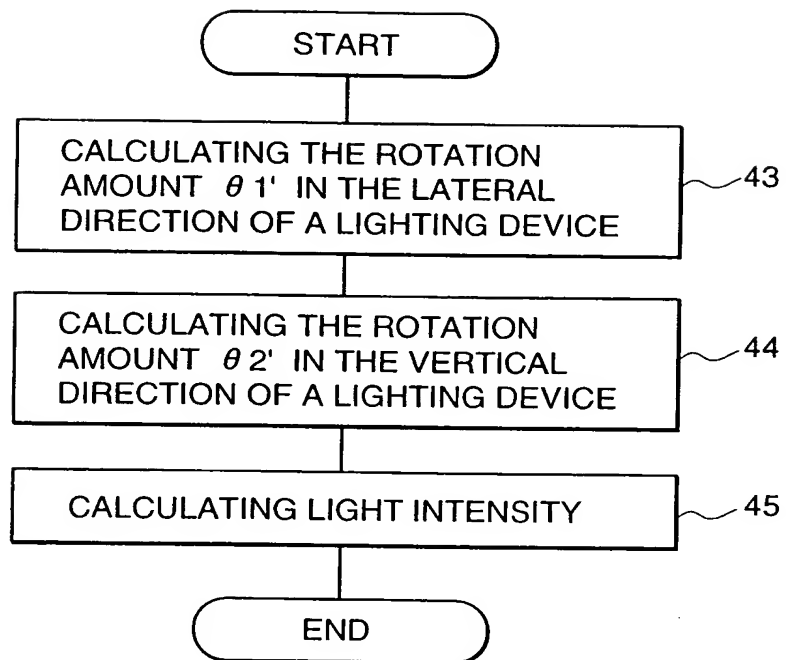 START
CALCULATING THE ROTATION
AMOUNT θ1' IN THE LATERAL
DIRECTION OF A LIGHTING DEVICE
43
CALCULATING THE ROTATION
AMOUNT θ2' IN THE VERTICAL
DIRECTION OF A LIGHTING DEVICE
44
CALCULATING LIGHT INTENSITY
45
END